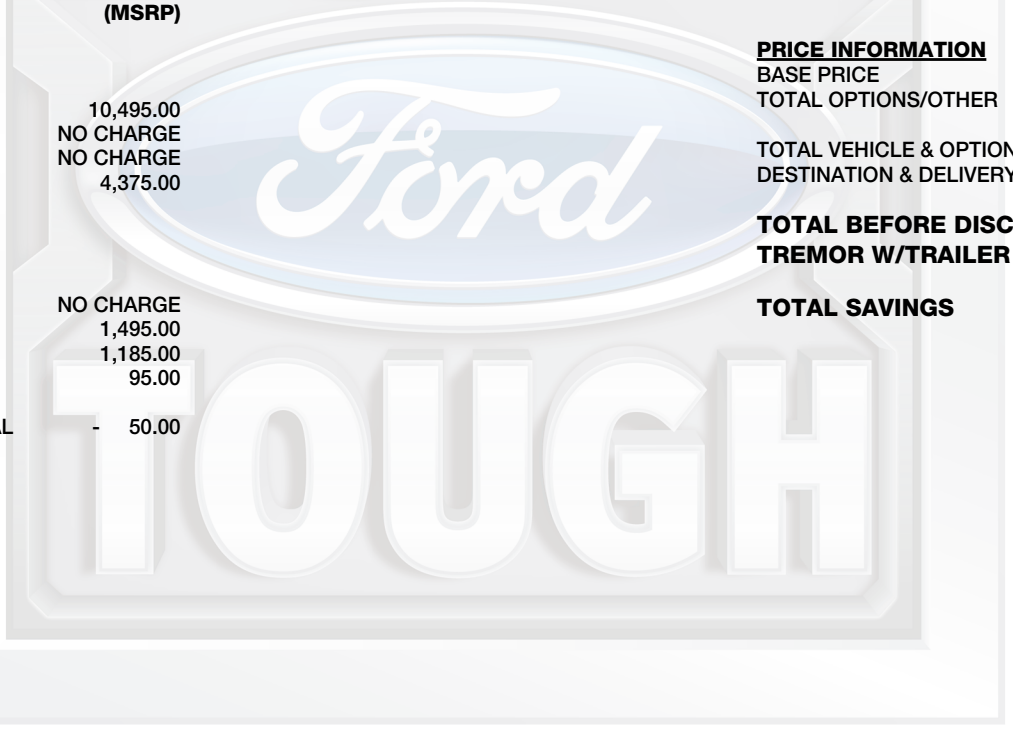 (MSRP)
10,495.00
NO CHARGE
NO CHARGE
4,375.00
NO CHARGE
1,495.00
1,185.00
95.00
AL - 50.00
PRICE INFORMATION
BASE PRICE
TOTAL OPTIONS/OTHER
TOTAL VEHICLE & OPTION
DESTINATION & DELIVERY
TOTAL BEFORE DISC
TREMOR W/TRAILER
TOTAL SAVINGS
Ford
TOUGH